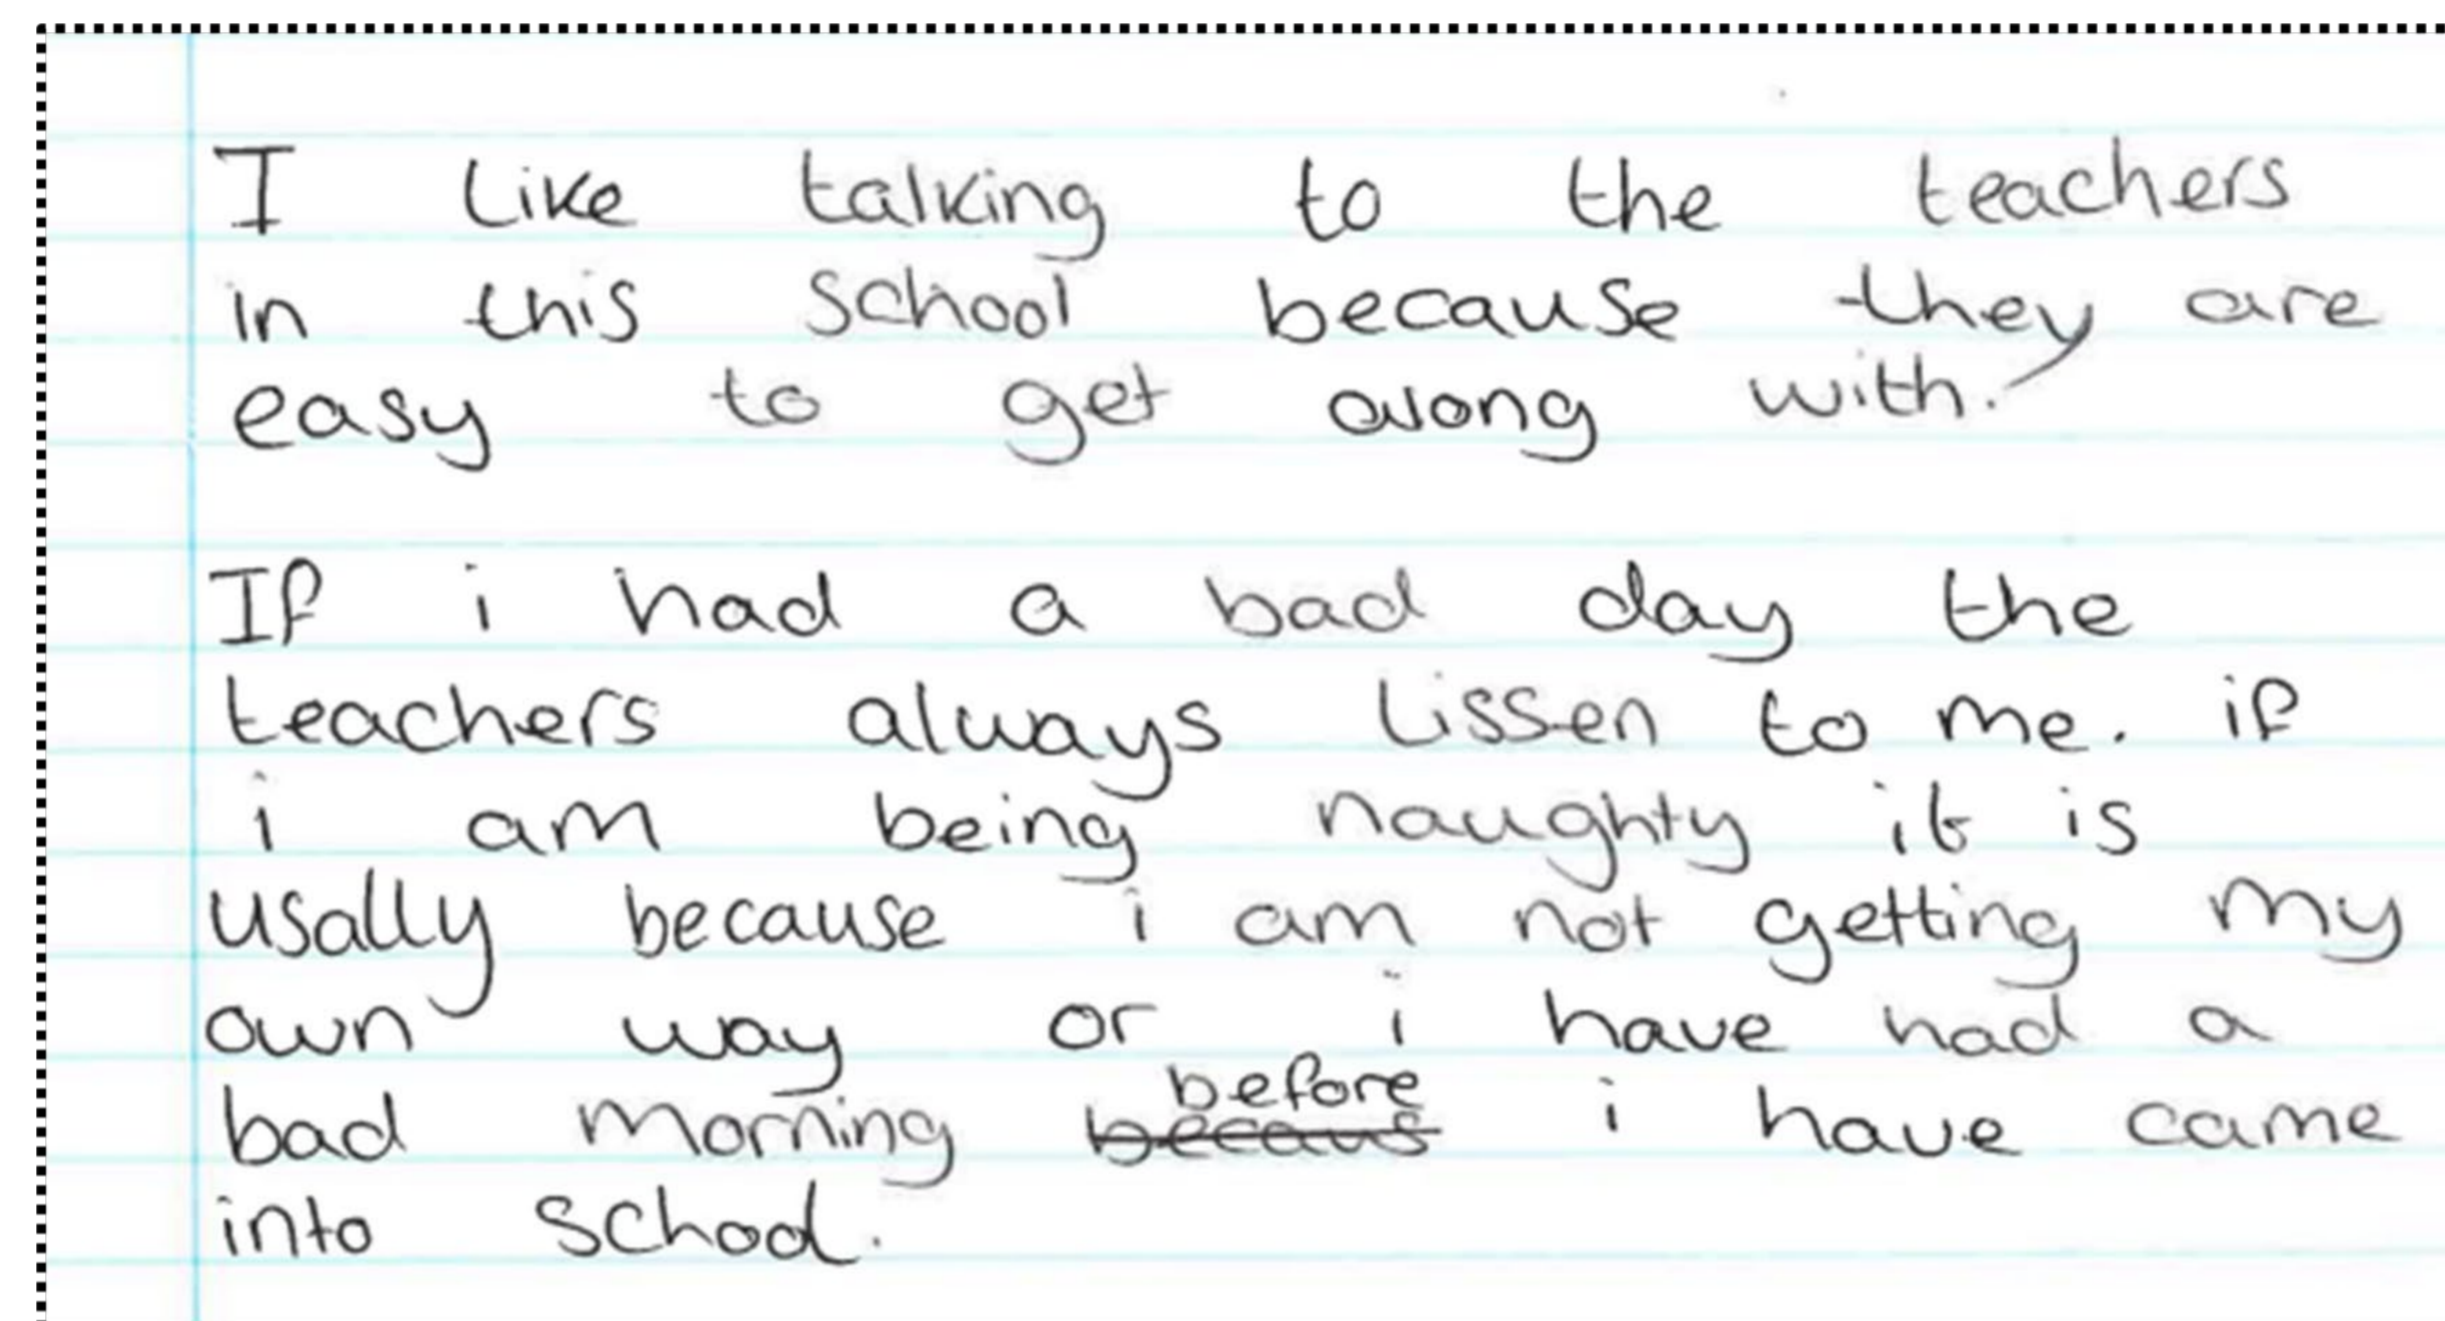 I like talking to the teachers
in this school because they are
easy to get along with.
If i had a bad day the
teachers always lissen to me. if
i am being naughty it is
usally because i am not getting my
own way or i have had a
before
bad morning becaus i have came
into school.